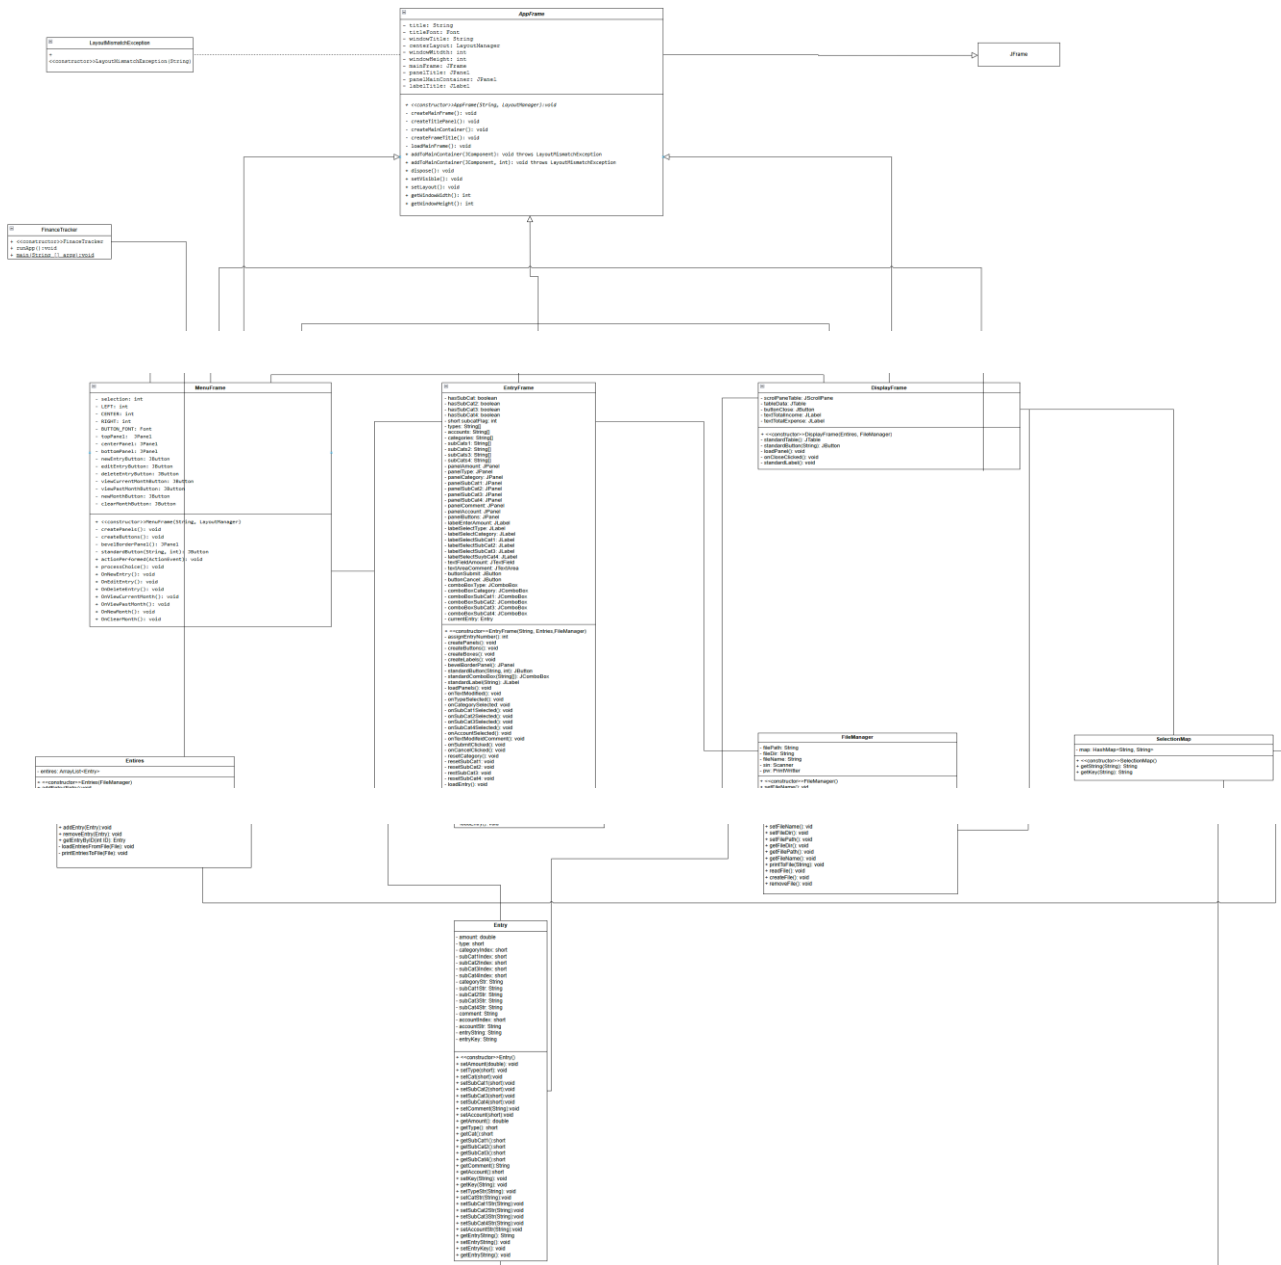 AppFrame
- title: String
- titleFont: Font
- windowTitle: String
- centerLayout: LayoutManager
- windowWitdth: int
- windowHeight: int
- mainFrame: JFrame
- panelTitle: JPanel
- panelMainContainer: JPanel
- labelTitle: JLabel
+ <<constructor>>AppFrame(String, LayoutManager):void
- createMainFrame(): void
- createTitlePanel(): void
- createMainContainer(): void
- createFrameTitle(): void
- loadMainFrame(): void
+ addToMainContainer(JComponent): void throws LayoutMismatchException
+ addToMainContainer(JComponent, int): void throws LayoutMismatchException
+ dispose(): void
+ setVisible(): void
+ setLayout(): void
+ getWindowWidth(): int
+ getWindowHeight(): int
LayoutMismatchException
+
<<constructor>>LayoutMismatchException(String)
JFrame
FinanceTracker
+ <<constructor>>FinaceTracker
+ runApp():void
+ main(String [] args):void
MenuFrame
- selection: int
- LEFT: int
- CENTER: int
- RIGHT: int
- BUTTON_FONT: Font
- topPanel: JPanel
- centerPanel: JPanel
- bottomPanel: JPanel
- newEntryButton: JButton
- editEntryButton: JButton
- deleteEntryButton: JButton
- viewCurrentMonthButton: JButton
- viewPastMonthButton: JButton
- newMonthButton: JButton
- clearMonthButton: JButton
+ <<constructor>>MenuFrame(String, LayoutManager)
- createPanels(): void
- createButtons(): void
- bevelBorderPanel(): JPanel
- standardButton(String, int): JButton
+ actionPerformed(ActionEvent): void
+ processChoice(): void
+ OnNewEntry(): void
+ OnEditEntry(): void
+ OnDeleteEntry(): void
+ OnViewCurrentMonth(): void
+ OnViewPastMonth(): void
+ OnNewMonth(): void
+ OnClearMonth(): void
EntryFrame
- hasSubCat: boolean
- hasSubCat2: boolean
- hasSubCat3: boolean
- hasSubCat4: boolean
- short subcatFlag: int
- types: String[]
- accounts: String[]
- categories: String[]
- subCats1: String[]
- subCats2: String[]
- subCats3: String[]
- subCats4: String[]
- panelAmount: JPanel
- panelType: JPanel
- panelCategory: JPanel
- panelSubCat1: JPanel
- panelSubCat2: JPanel
- panelSubCat3: JPanel
- panelSubCat4: JPanel
- panelComment: JPanel
- panelAccount: JPanel
- panelButtons: JPanel
- labelEnterAmount: JLabel
- labelSelectType: JLabel
- labelSelectCategory: JLabel
- labelSelectSubCat1: JLabel
- labelSelectSubCat2: JLabel
- labelSelectSubCat3: JLabel
- labelSelectSubCat4: JLabel
- textFieldAmount: JTextField
- textAreaComment: JTextArea
- buttonSubmit: JButton
- buttonCancel: JButton
- comboBoxType: JComboBox
- comboBoxCategory: JComboBox
- comboBoxSubCat1: JComboBox
- comboBoxSubCat2: JComboBox
- comboBoxSubCat3: JComboBox
- comboBoxSubCat4: JComboBox
- currentEntry: Entry
+ <<constructor>>EntryFrame(String, Entries,FileManager)
- assignEntryNumber(): int
- createPanels(): void
- createButtons(): void
- createBoxes(): void
- createLabels(): void
- bevelBorderPanel(): JPanel
- standardButton(String, int): JButton
- standardComboBox(String[]): JComboBox
- standardLabel(String): JLabel
- loadPanels(): void
- onTextModified(): void
- onTypeSelected(): void
- onCategorySelected: void
- onSubCat1Selected(): void
- onSubCat2Selected(): void
- onSubCat3Selected(): void
- onSubCat4Selected(): void
- onAccountSelected(): void
- onTextModifiedComment(): void
- onSubmitClicked(): void
- onCancelClicked(): void
- resetCategory(): void
- resetSubCat1: void
- resetSubCat2: void
- restSubCat3: void
- resetSubCat4: void
- loadEntry(): void
DisplayFrame
- scrollPaneTable: JScrollPane
- tableData: JTable
- buttonClose: JButton
- textTotalIncome: JLabel
- textTotalExpense: JLabel
+ <<constructor>>DisplayFrame(Entires, FileManager)
- standardTable(): JTable
- standardButton(String): JButton
- loadPanel(): void
- onCloseClicked(): void
- standardLabel(): void
FileManager
- filePath: String
- fileDir: String
- fileName: String
- sin: Scanner
- pw: PrintWriter
+ <<constructor>>FileManager()
+ setFileName(): vid
SelectionMap
- map: HashMap<String, String>
+ <<constructor>>SelectionMap()
+ getString(String): String
+ getKey(String): String
Entires
- entires: ArrayList<Entry>
+ <<constructor>>Entries(FileManager)
+ addEntry(Entry):void
+ removeEntry(Entry): void
+ getEntryByID(int ID): Entry
- loadEntriesFromFile(File): void
- printEntriesToFile(File): void
+ setFileName(): vid
+ setFileDir(): void
+ setFilePath(): void
+ getFileDir(): void
+ getFilePath(): void
+ getFileName(): void
+ printToFile(String): void
+ readFile(): void
+ createFile(): void
+ removeFile(): void
Entry
- amount: double
- type: short
- categoryIndex: short
- subCat1Index: short
- subCat2Index: short
- subCat3Index: short
- subCat4Index: short
- categoryStr: String
- subCat1Str: String
- subCat2Str: String
- subCat3Str: String
- subCat4Str: String
- comment: String
- accountIndex: short
- accountStr: String
- entryString: String
- entryKey: String
+ <<constructor>>Entry()
+ setAmount(double): void
+ setType(short): void
+ setCat(short):void
+ setSubCat1(short):void
+ setSubCat2(short):void
+ setSubCat3(short):void
+ setSubCat4(short):void
+ setComment(String):void
+ setAccount(short):void
+ getAmount(): double
+ getType(): short
+ getCat():short
+ getSubCat1():short
+ getSubCat2():short
+ getSubCat3():short
+ getSubCat4():short
+ getComment():String
+ getAccount():short
+ setKey(String): void
+ getKey(String): void
+ setTypeStr(String): void
+ setCatStr(String):void
+ setSubCat1Str(String):void
+ setSubCat2Str(String):void
+ setSubCat3Str(String):void
+ setSubCat4Str(String):void
+ setAccountStr(String):void
+ getEntryString(): String
+ setEntryString(): void
+ setEntryKey(): void
+ getEntryString(): void